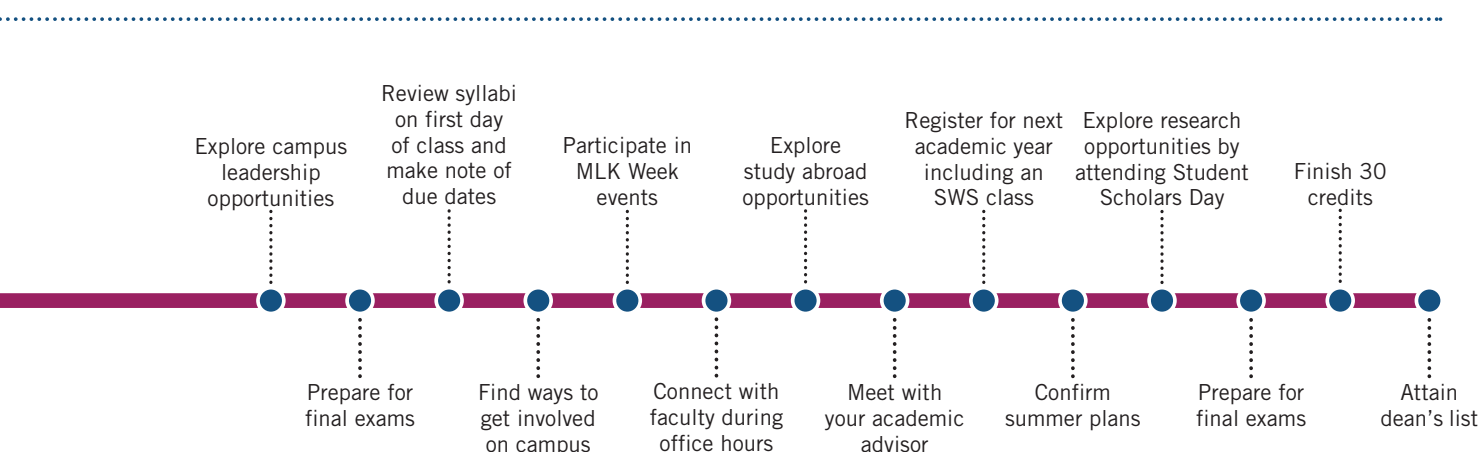 Explore campus
leadership
opportunities
Prepare for
final exams
Review syllabi
on first day
of class and
make note of
due dates
Find ways to
get involved
on campus
Participate in
MLK Week
events
Connect with
faculty during
office hours
Explore
study abroad
opportunities
Meet with
your academic
advisor
Register for next
academic year
including an
SWS class
Confirm
summer plans
Explore research
opportunities by
attending Student
Scholars Day
Prepare for
final exams
Finish 30
credits
Attain
dean’s list